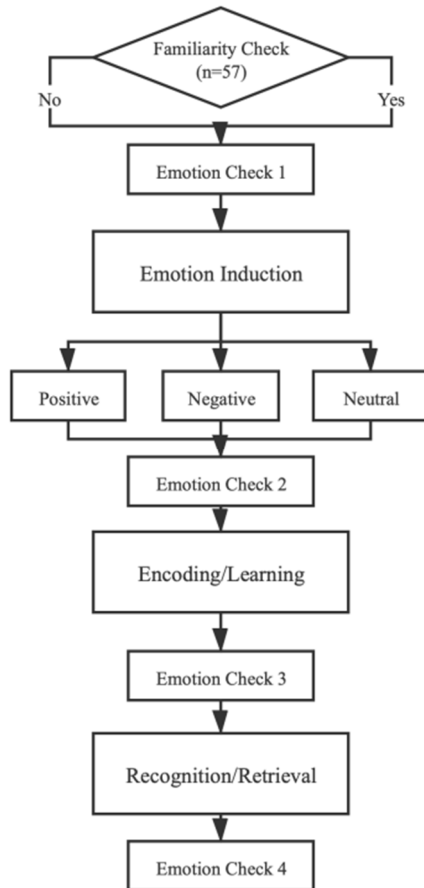 Familiarity Check
(n=57)
No
Yes
Emotion Check 1
Emotion Induction
Positive
Negative
Neutral
Emotion Check 2
Encoding/Learning
Emotion Check 3
Recognition/Retrieval
Emotion Check 4